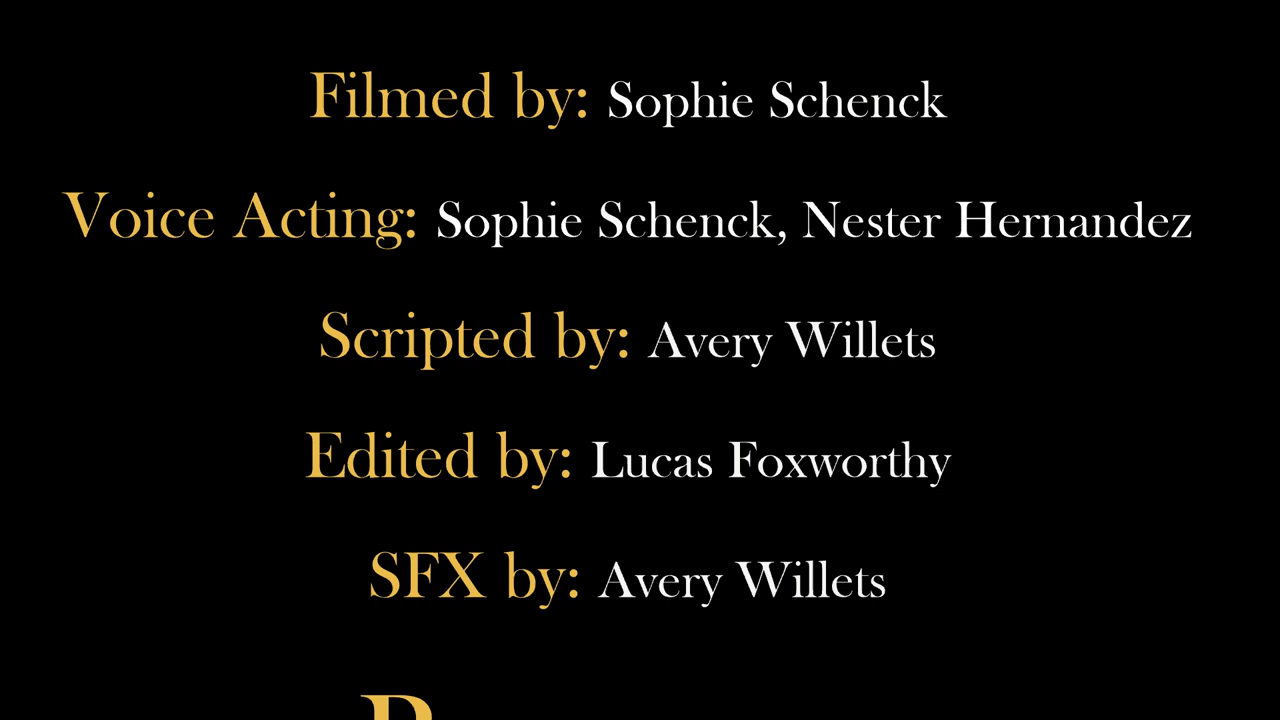 Filmed by: Sophie Schenck
Voice Acting: Sophie Schenck, Nester Hernandez
Scripted by: Avery Willets
Edited by: Lucas Foxworthy
SFX by: Avery Willets